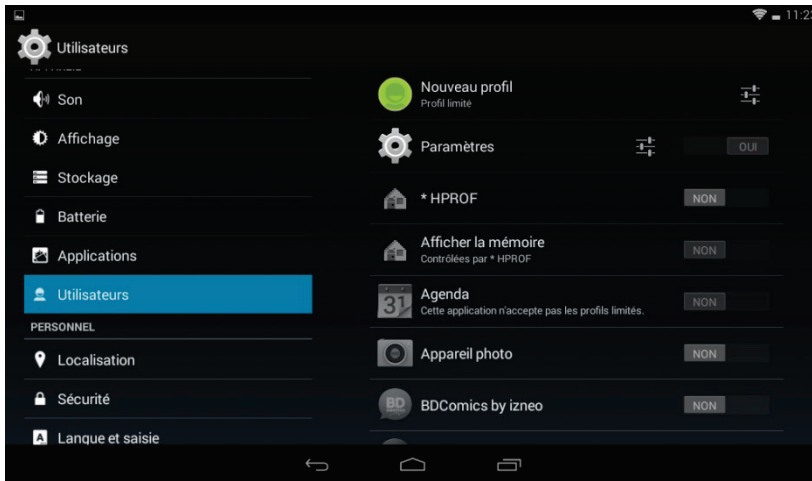 11:23
Utilisateurs
Son
Affichage
Stockage
Batterie
Applications
Utilisateurs
PERSONNEL
Localisation
Sécurité
Langue et saisie
Nouveau profil
Profil limité
Paramètres
OUI
* HPROF
NON
Afficher la mémoire
Contrôlées par * HPROF
NON
31
Agenda
Cette application n'accepte pas les profils limités.
NON
Appareil photo
NON
BD
BDComics by izneo
NON